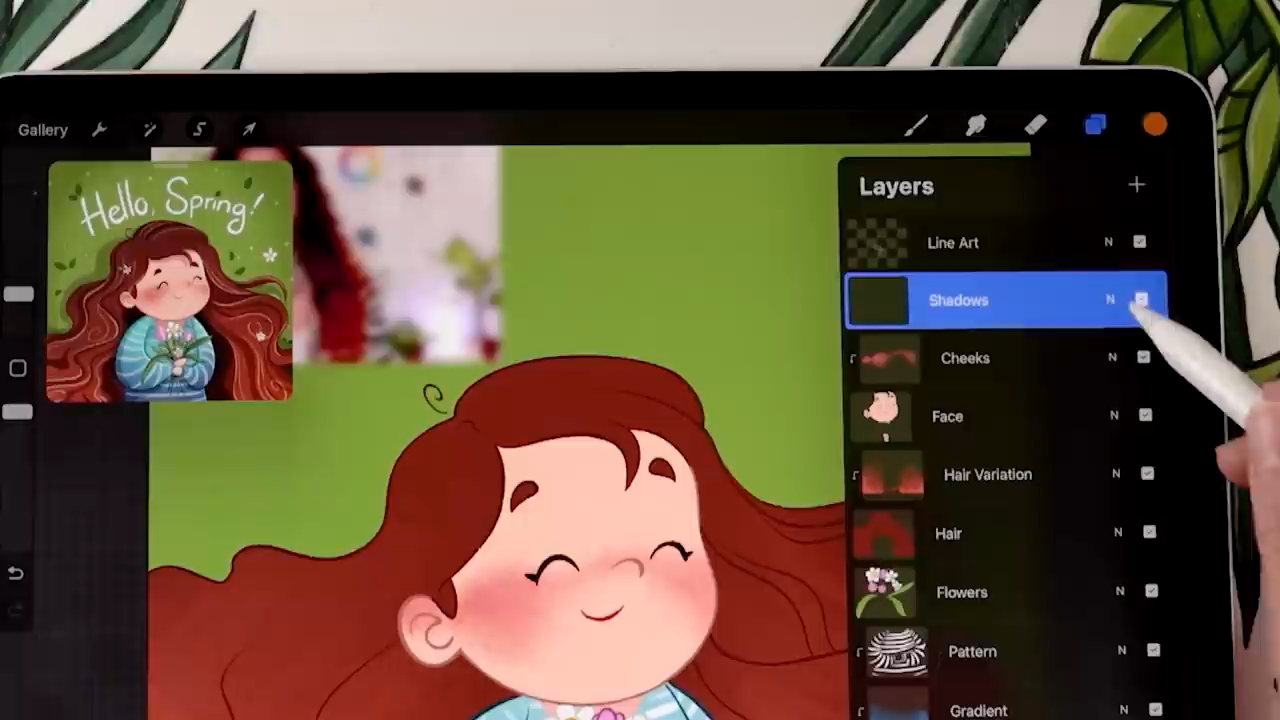 Gallery
Hello, Spring!
Layers
Line Art N
Shadows N
Cheeks N
Face N
Hair Variation N
Hair N
Flowers N
Pattern N
Gradient N